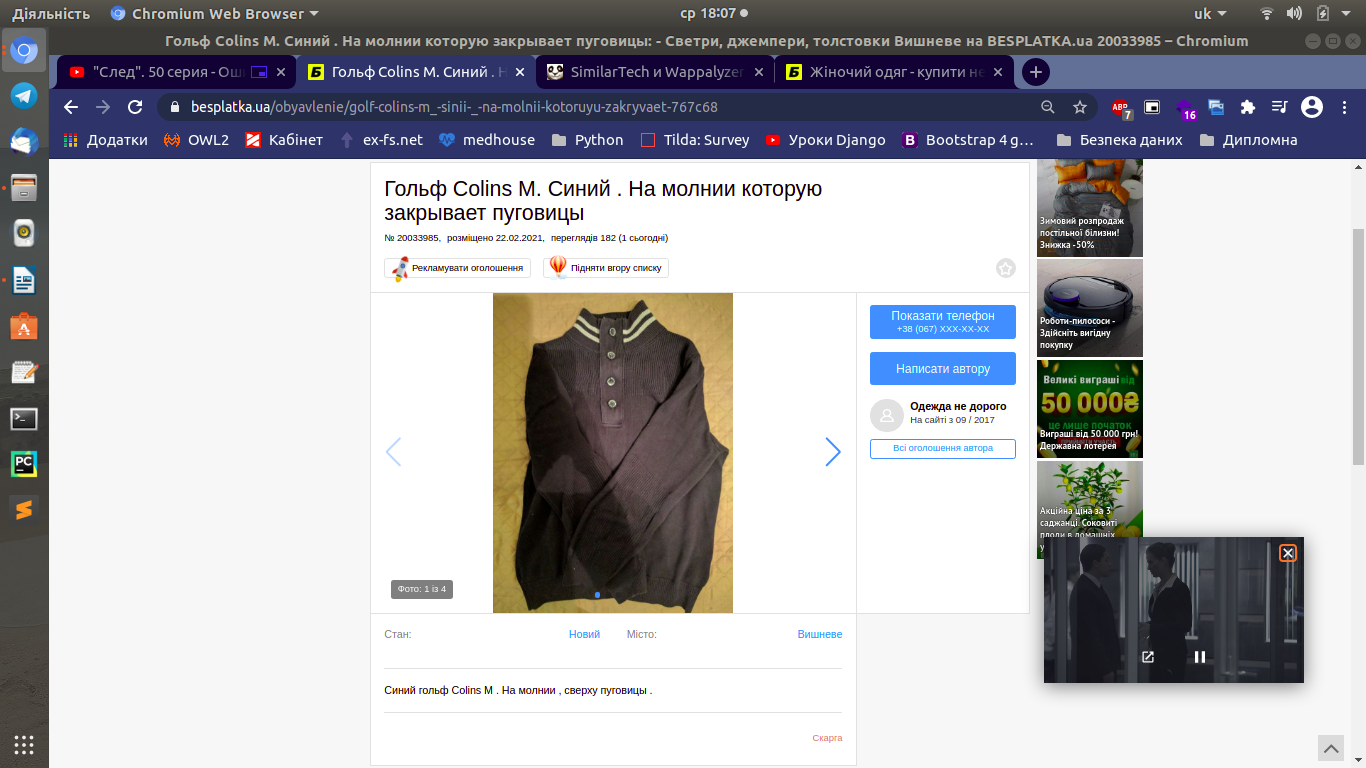 Діяльність
Chromium Web Browser
ср 18:07
uk
Гольф Colins М. Синий . На молнии которую закрывает пуговицы: - Светри, джемпери, толстовки Вишневе на BESPLATKA.ua 20033985 – Chromium
"След". 50 серия - Оши
Гольф Colins М. Синий . Н
SimilarTech и Wappalyzer
Жіночий одяг - купити не
besplatka.ua/obyavlenie/golf-colins-m_-sinii-_-na-molnii-kotoruyu-zakryvaet-767c68
ABP
7
16
Додатки
OWL2
Кабінет
ex-fs.net
medhouse
Python
Tilda: Survey
Уроки Django
B
Bootstrap 4 g…
Безпека даних
Дипломна
Гольф Colins М. Синий . На молнии которую
закрывает пуговицы
№ 20033985, розміщено 22.02.2021, переглядів 182 (1 сьогодні)
Рекламувати оголошення
Підняти вгору списку
Показати телефон
+38 (067) XXX-XX-XX
Написати автору
Одежда не дорого
На сайті з 09 / 2017
Всі оголошення автора
Фото: 1 із 4
Стан:
Новий
Місто:
Вишневе
Синий гольф Colins М . На молнии , сверху пуговицы .
Скарга
Зимовий розпродаж
постільної білизни!
Знижка -50%
Роботи-пилососи -
Здійсніть вигідну
покупку
Великі виграші від
50 000₴
це лише початок
Виграші від 50 000 грн!
Державна лотерея
Акційна ціна за 3
саджанці. Соковиті
плоди в домашніх
у
PC